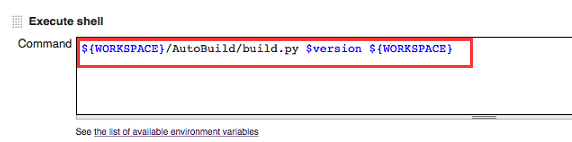 Execute shell
Command
${WORKSPACE}/AutoBuild/build.py $version ${WORKSPACE}
See the list of available environment variables